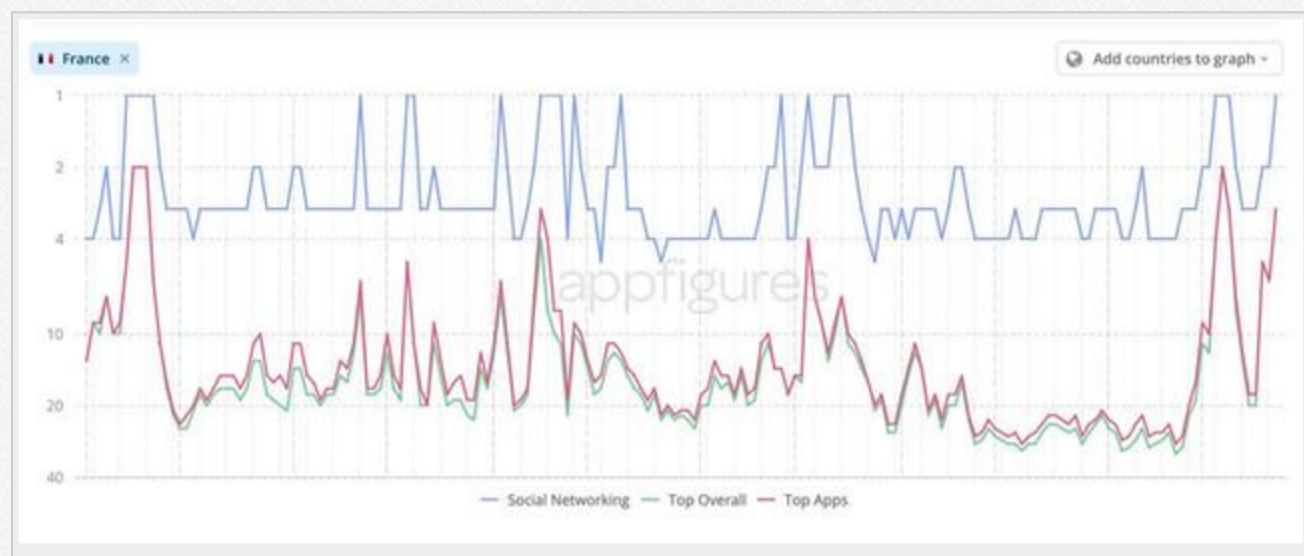 France ×
Add countries to graph
1
2
4
10
20
40
appfigures
Social Networking Top Overall Top Apps